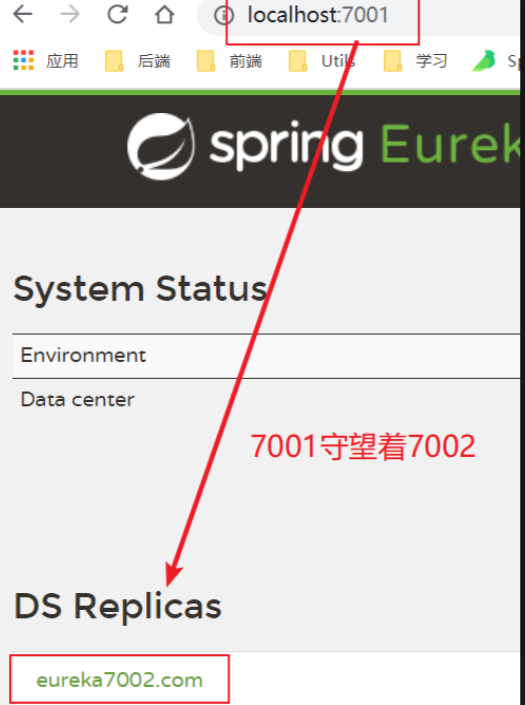 localhost:7001
应用 后端 前端 Utils 学习
spring Eurek
System Status
Environment
Data center
7001守望着7002
DS Replicas
eureka7002.com